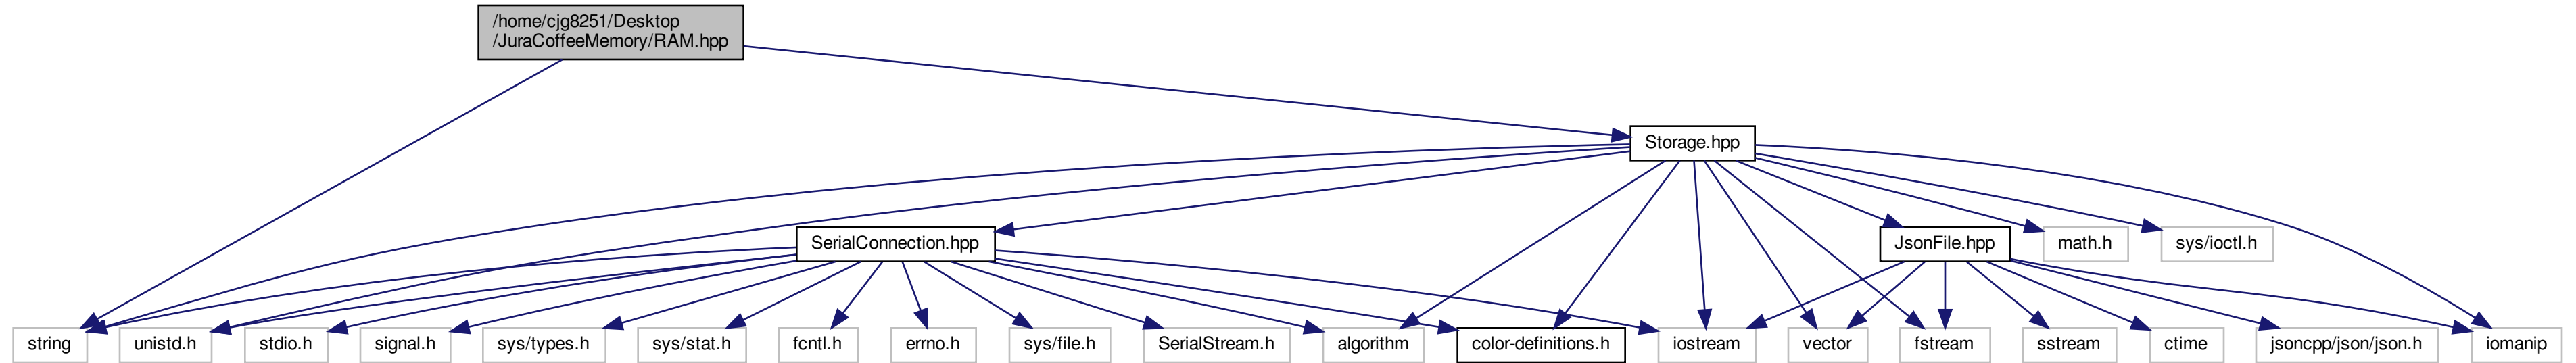 /home/cjg8251/Desktop
/JuraCoffeeMemory/RAM.hpp
Storage.hpp
SerialConnection.hpp
JsonFile.hpp
math.h
sys/ioctl.h
string
unistd.h
stdio.h
signal.h
sys/types.h
sys/stat.h
fcntl.h
errno.h
sys/file.h
SerialStream.h
algorithm
color-definitions.h
iostream
vector
fstream
sstream
ctime
jsoncpp/json/json.h
iomanip